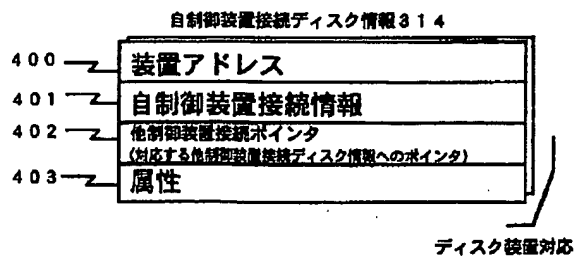 自制御装置接続ディスク情報314
400 装置アドレス
401 自制御装置接続情報
402 他制御装置接続ポインタ
(対応する他制御装置接続ディスク情報へのポインタ)
403 属性
ディスク装置対応